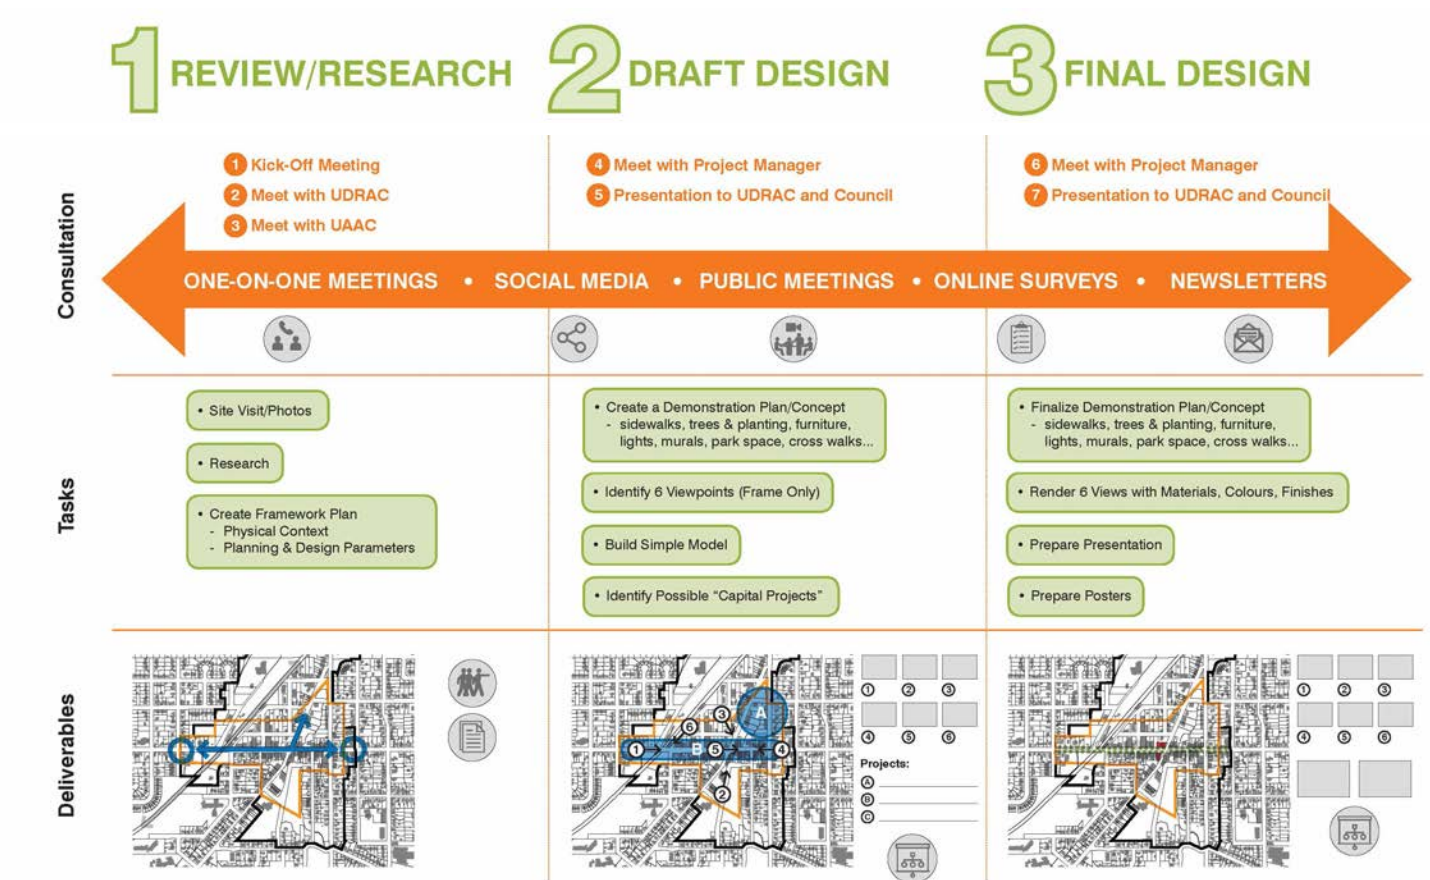 1 REVIEW/RESEARCH
2 DRAFT DESIGN
3 FINAL DESIGN
Consultation
1 Kick-Off Meeting
2 Meet with UDRAC
3 Meet with UAAC
4 Meet with Project Manager
5 Presentation to UDRAC and Council
6 Meet with Project Manager
7 Presentation to UDRAC and Council
ONE-ON-ONE MEETINGS • SOCIAL MEDIA • PUBLIC MEETINGS • ONLINE SURVEYS • NEWSLETTERS
Tasks
• Site Visit/Photos
• Research
• Create Framework Plan
- Physical Context
- Planning & Design Parameters
• Create a Demonstration Plan/Concept
- sidewalks, trees & planting, furniture,
lights, murals, park space, cross walks...
• Identify 6 Viewpoints (Frame Only)
• Build Simple Model
• Identify Possible “Capital Projects”
• Finalize Demonstration Plan/Concept
- sidewalks, trees & planting, furniture,
lights, murals, park space, cross walks...
• Render 6 Views with Materials, Colours, Finishes
• Prepare Presentation
• Prepare Posters
Deliverables
A
3
6
1
B
5
4
2
1 2 3
4 5 6
Projects:
A
B
C
1 2 3
4 5 6